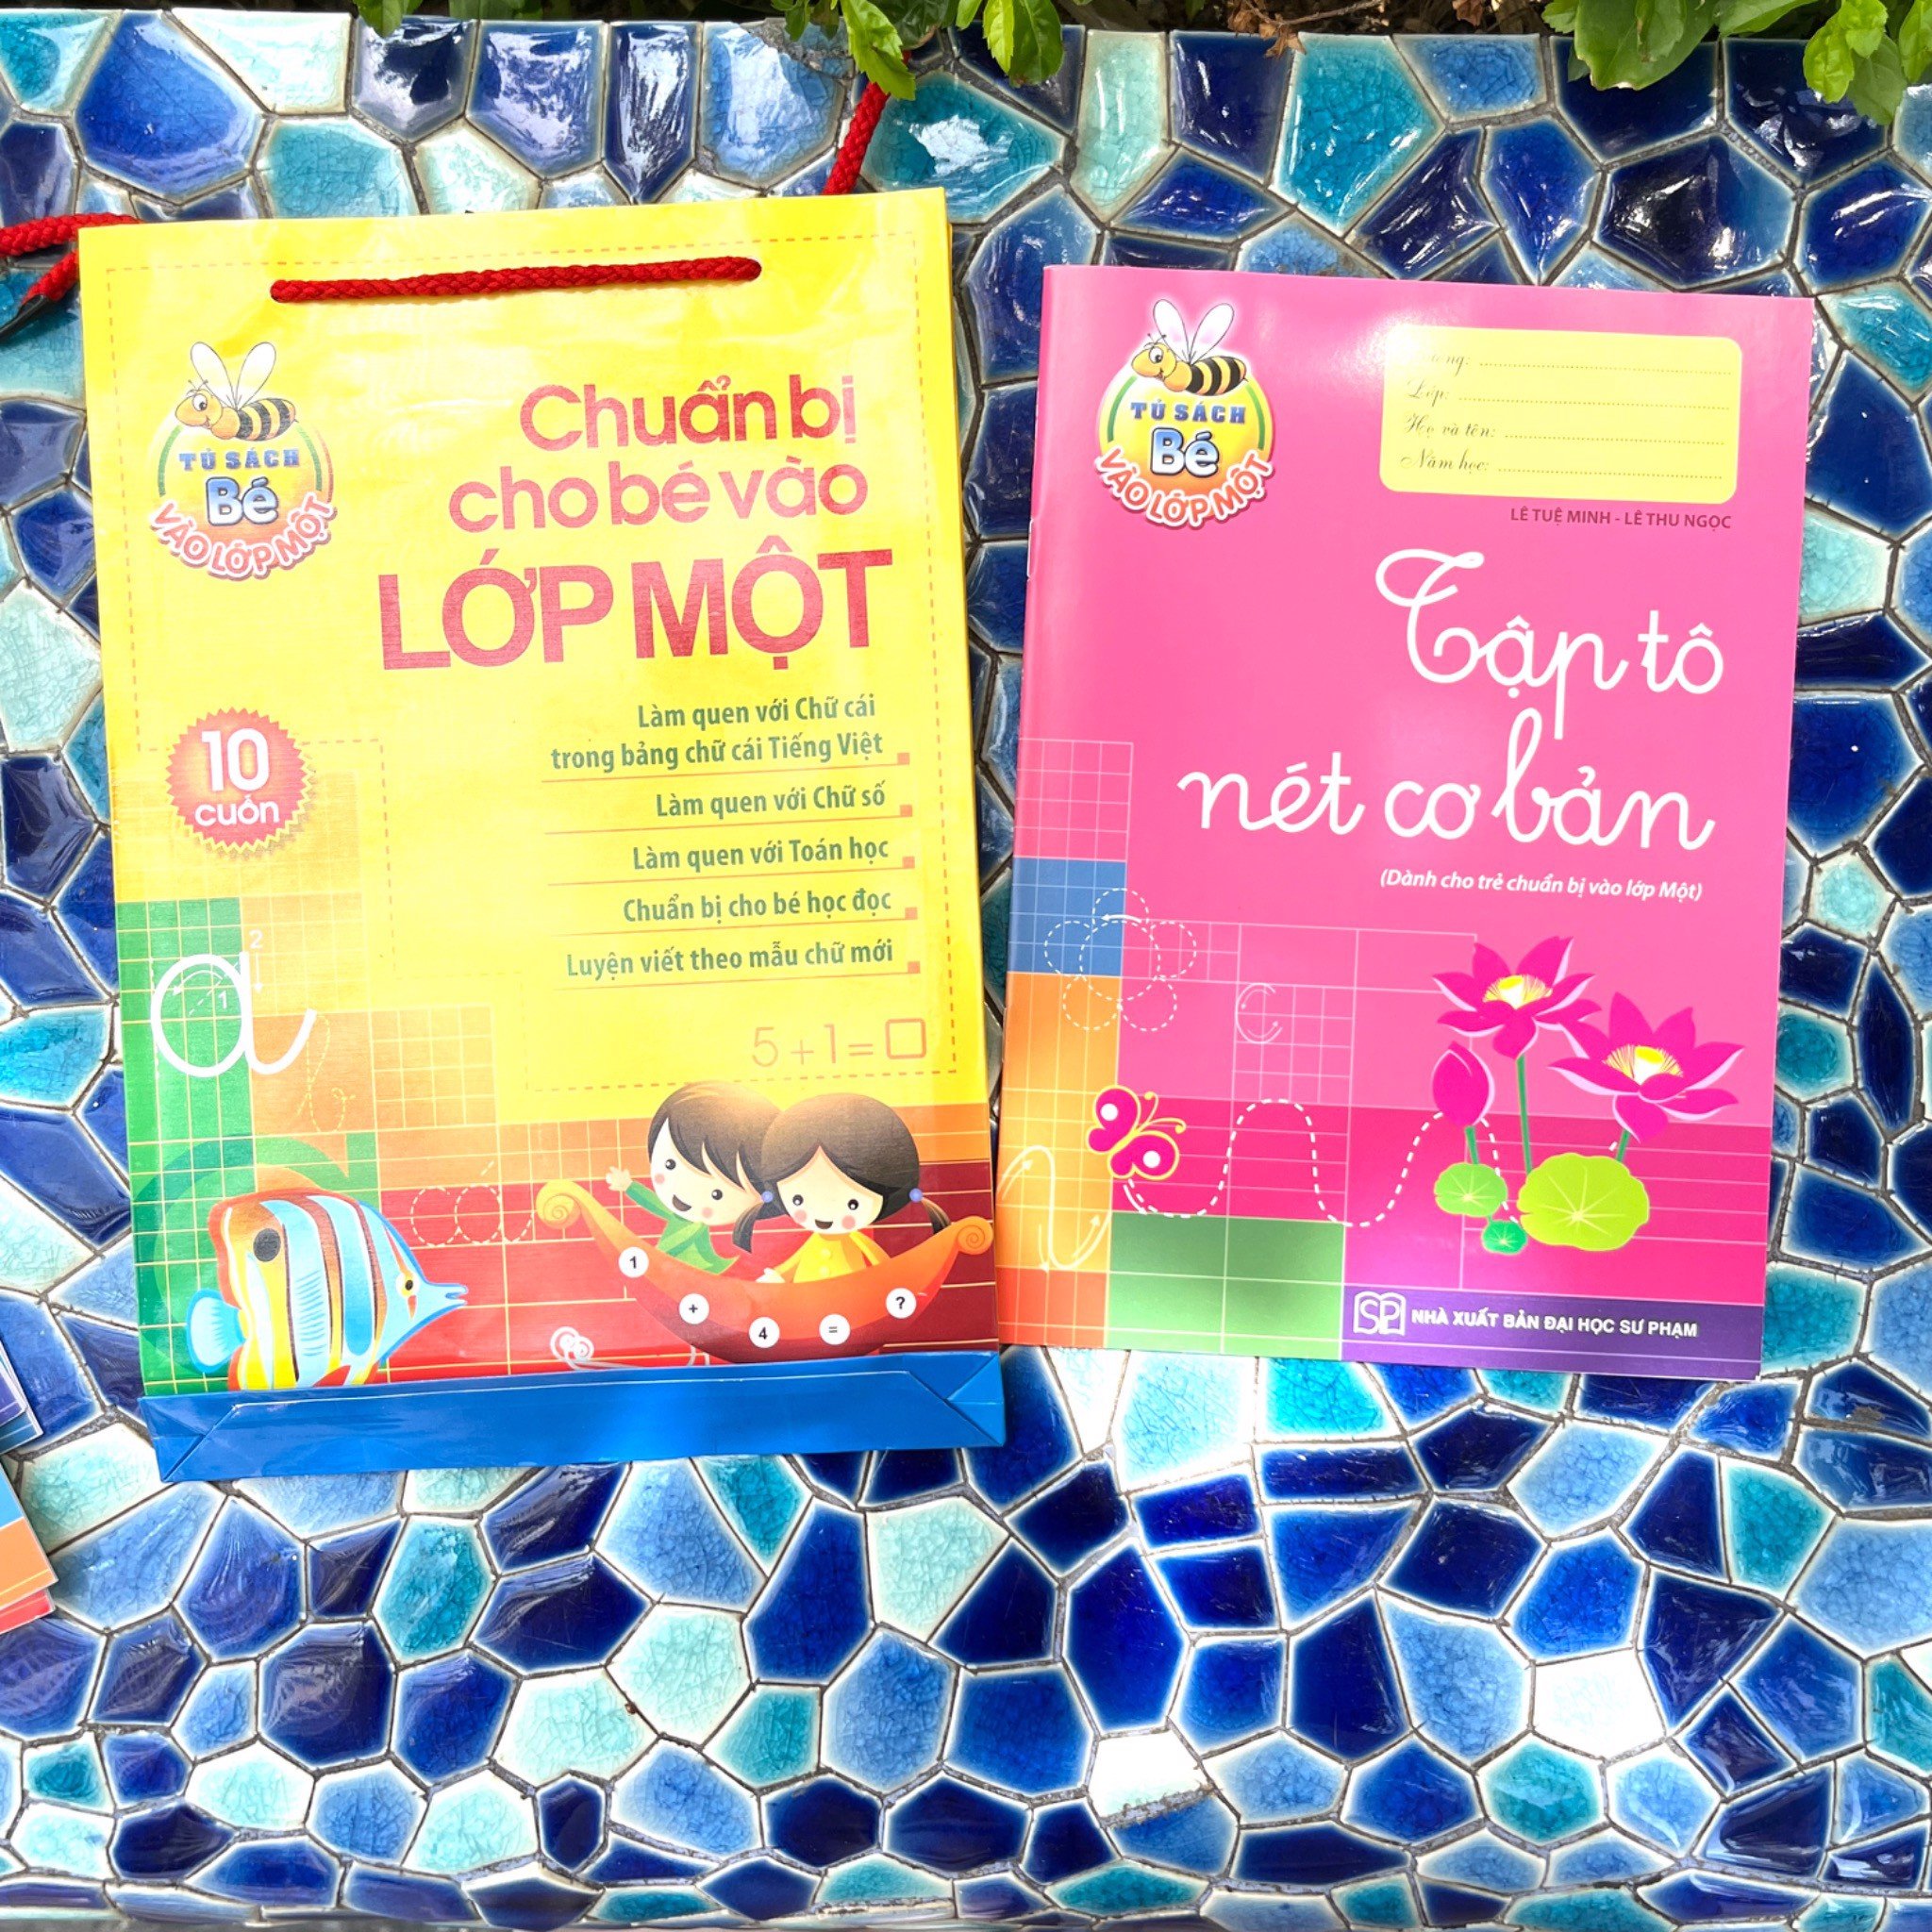 TỦ SÁCH
Bé
VÀO LỚP MỘT
Chuẩn bị
cho bé vào
LỚP MỘT
10
cuốn
Làm quen với Chữ cái
trong bảng chữ cái Tiếng Việt
Làm quen với Chữ số
Làm quen với Toán học
Chuẩn bị cho bé học đọc
Luyện viết theo mẫu chữ mới
5+1=
2
1
a
b
1
+
4
=
?
TỦ SÁCH
Bé
VÀO LỚP MỘT
Lớp:
Họ và tên:
Năm học:
LÊ TUỆ MINH - LÊ THU NGỌC
Tập tô
nét cơ bản
(Dành cho trẻ chuẩn bị vào lớp Một)
c
SP NHÀ XUẤT BẢN ĐẠI HỌC SƯ PHẠM